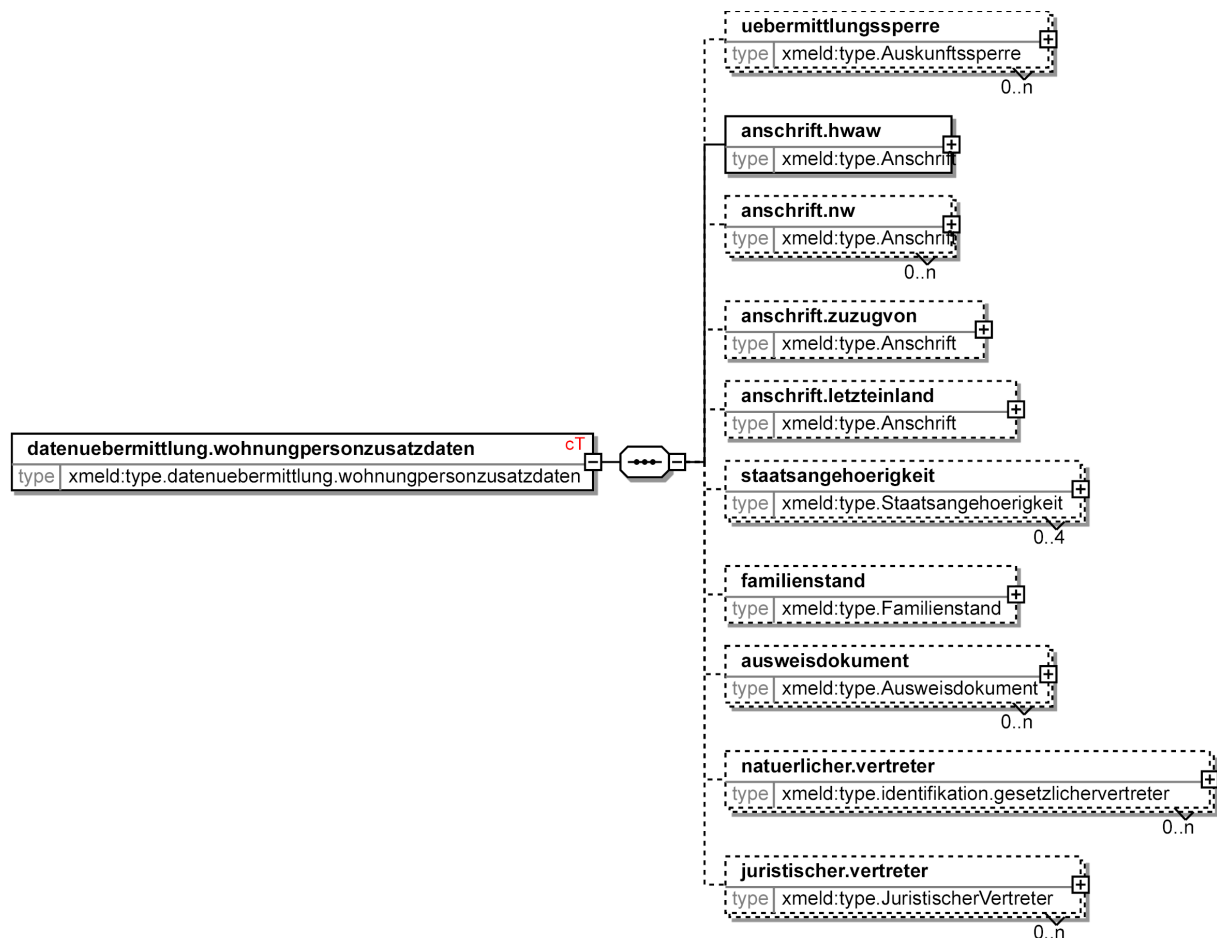 uebermittlungssperre
type xmeld:type.Auskunftssperre
0..n
anschrift.hwaw
type xmeld:type.Anschrift
anschrift.nw
type xmeld:type.Anschrift
0..n
anschrift.zuzugvon
type xmeld:type.Anschrift
anschrift.letzteinland
type xmeld:type.Anschrift
datenuebermittlung.wohnungpersonzusatzdaten cT
type xmeld:type.datenuebermittlung.wohnungpersonzusatzdaten
staatsangehoerigkeit
type xmeld:type.Staatsangehoerigkeit
0..4
familienstand
type xmeld:type.Familienstand
ausweisdokument
type xmeld:type.Ausweisdokument
0..n
natuerlicher.vertreter
type xmeld:type.identifikation.gesetzlichervertreter
0..n
juristischer.vertreter
type xmeld:type.JuristischerVertreter
0..n